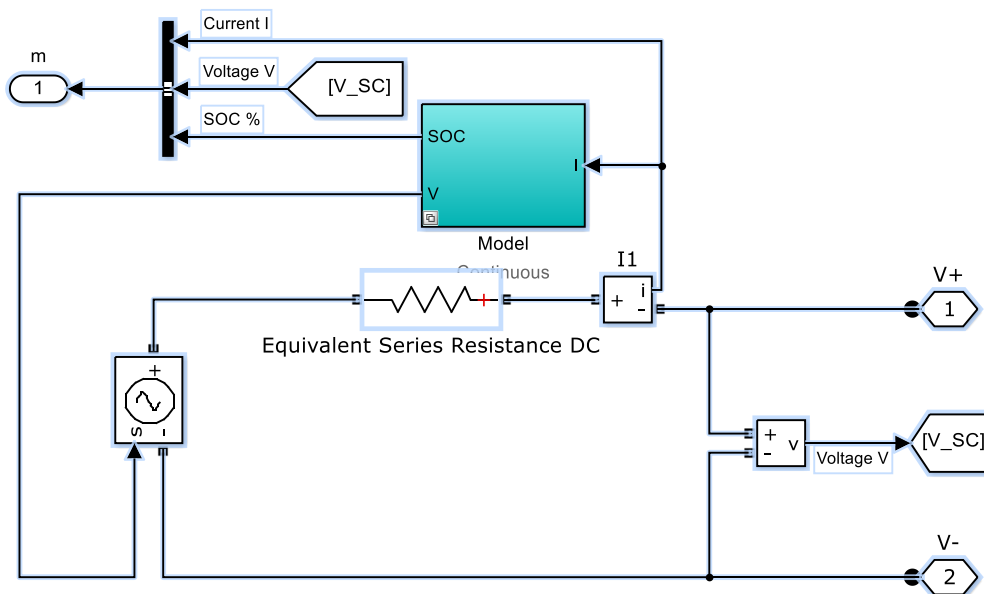 Current I
m
1
Voltage V
[V_SC]
SOC %
SOC
I
V
Model
Continuous
I1
+
i
-
+
V+
1
Equivalent Series Resistance DC
+
s
-
+
-
v
Voltage V
[V_SC]
V-
2